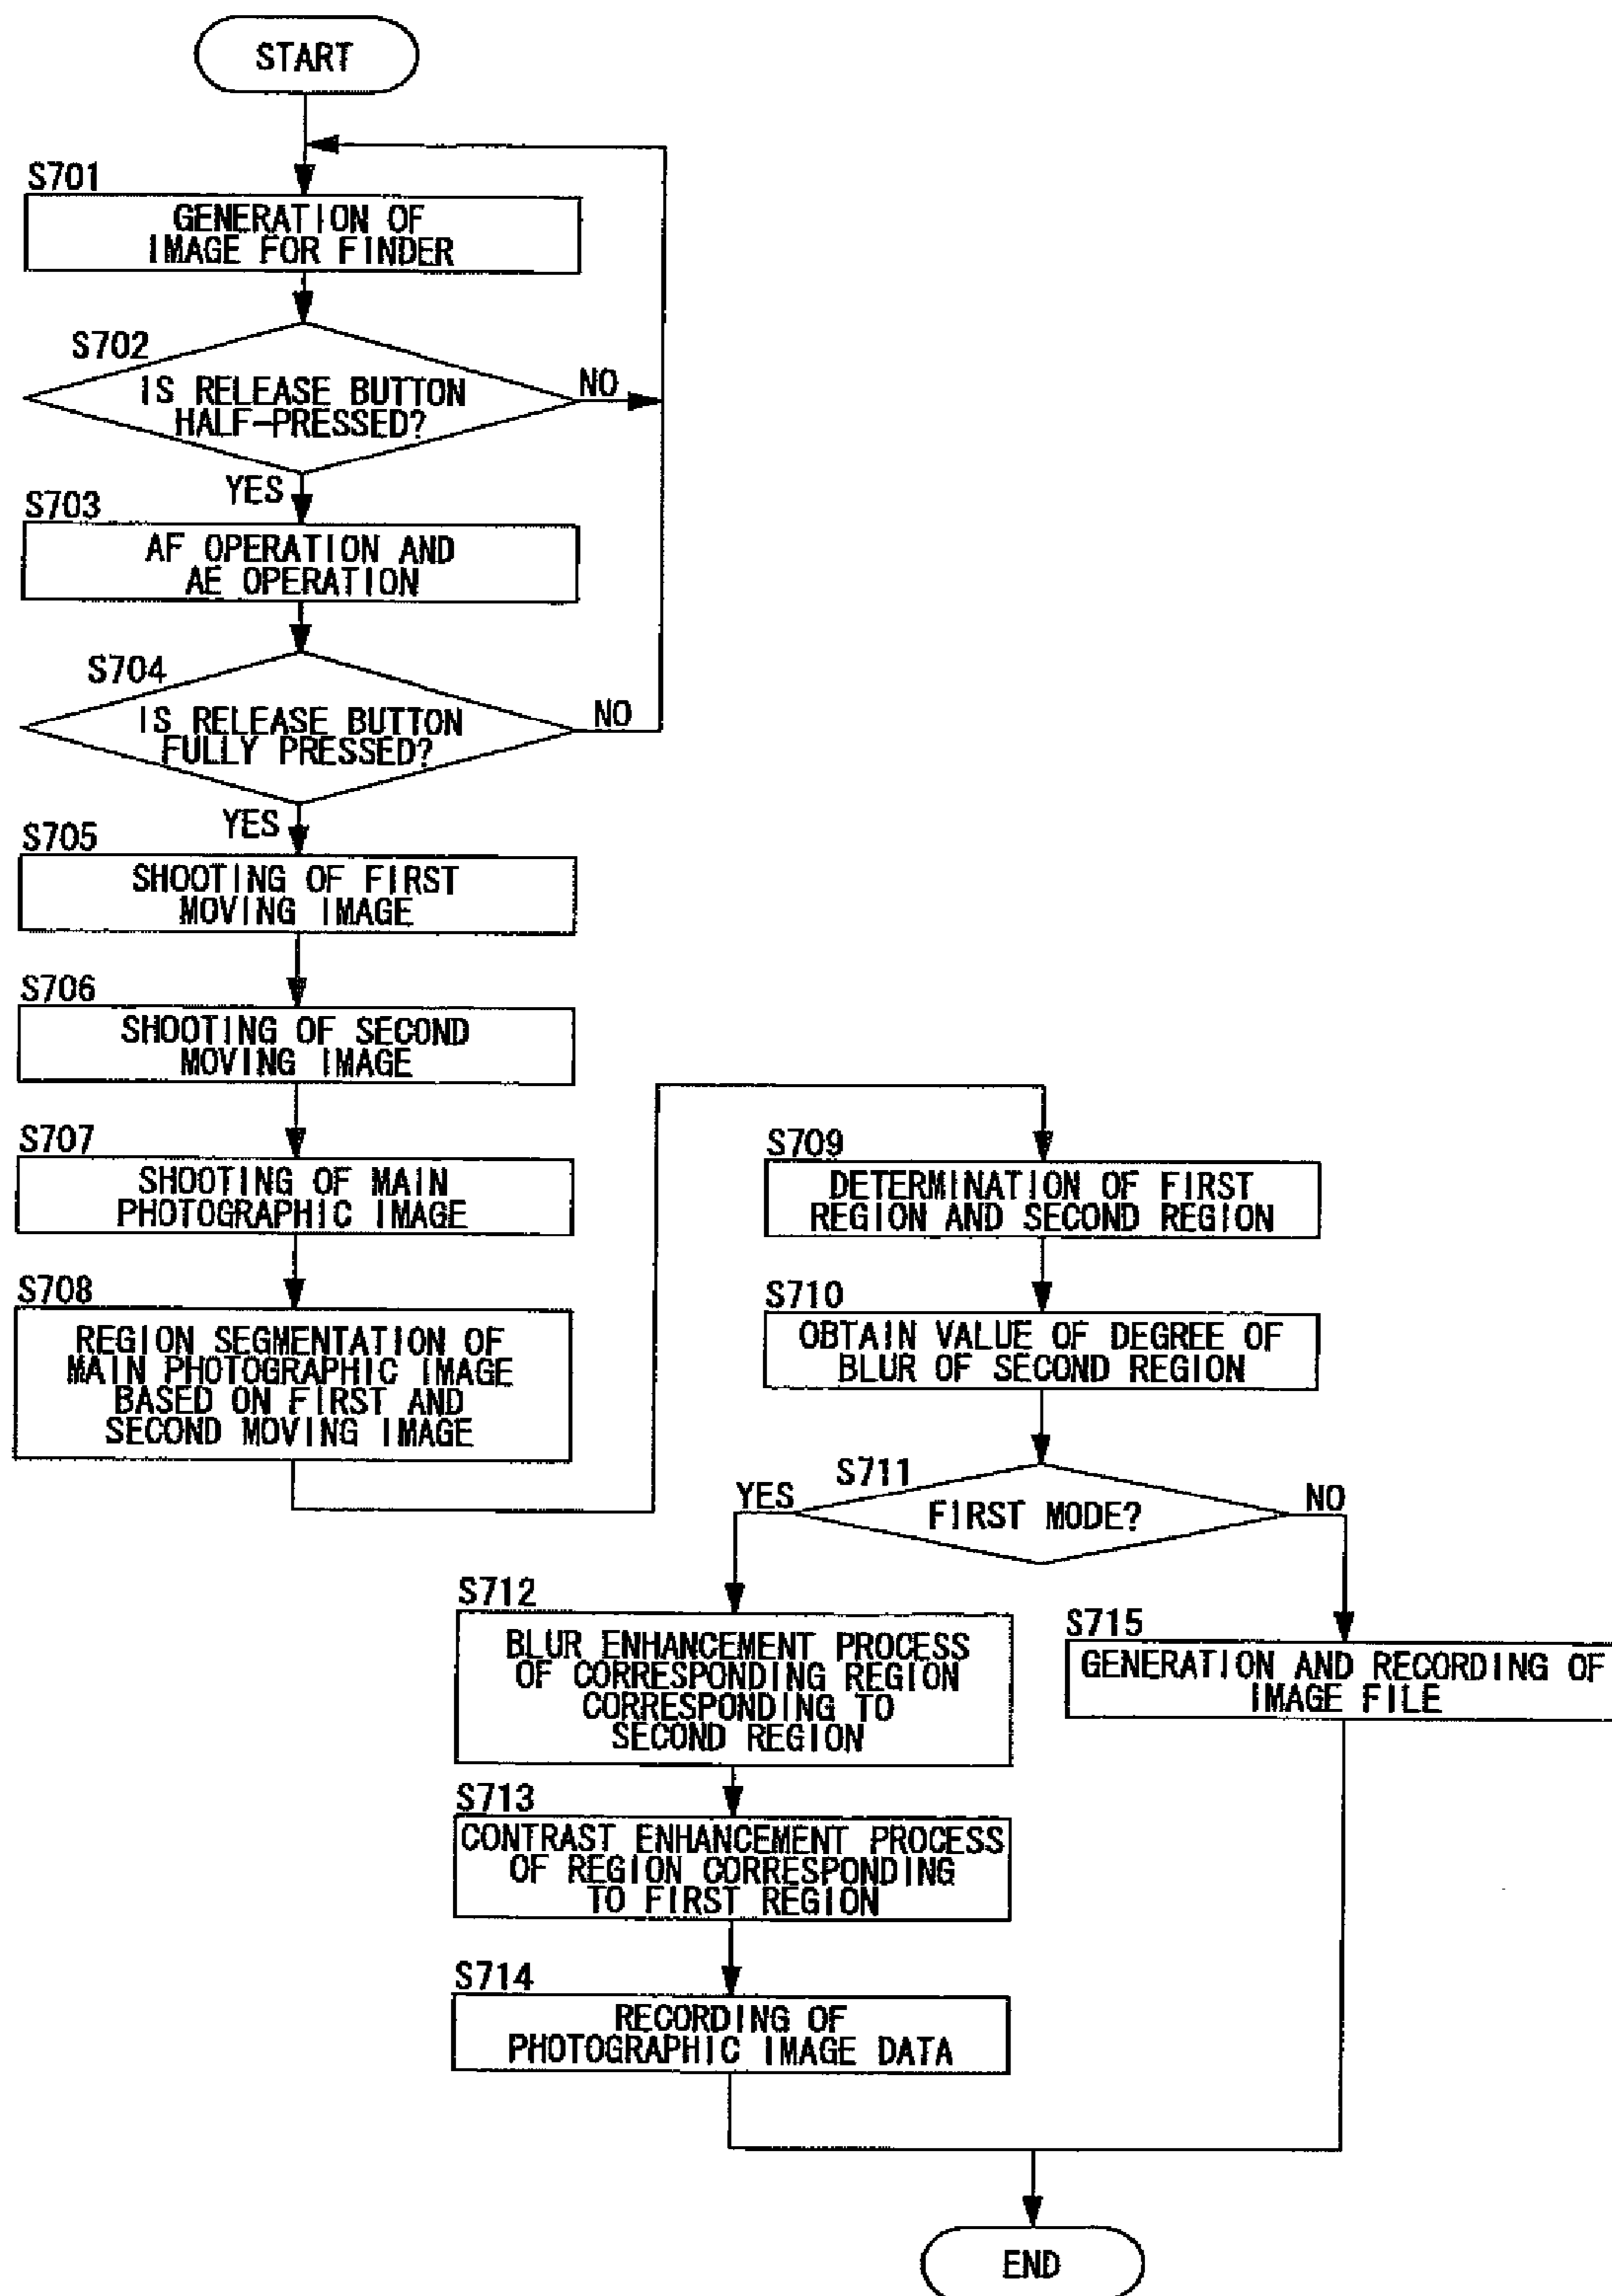 START
S701
GENERATION OF
IMAGE FOR FINDER
S702
IS RELEASE BUTTON
HALF-PRESSED?
NO
YES
S703
AF OPERATION AND
AE OPERATION
S704
IS RELEASE BUTTON
FULLY PRESSED?
NO
YES
S705
SHOOTING OF FIRST
MOVING IMAGE
S706
SHOOTING OF SECOND
MOVING IMAGE
S707
SHOOTING OF MAIN
PHOTOGRAPHIC IMAGE
S708
REGION SEGMENTATION OF
MAIN PHOTOGRAPHIC IMAGE
BASED ON FIRST AND
SECOND MOVING IMAGE
S709
DETERMINATION OF FIRST
REGION AND SECOND REGION
S710
OBTAIN VALUE OF DEGREE OF
BLUR OF SECOND REGION
S711
FIRST MODE?
YES
NO
S712
BLUR ENHANCEMENT PROCESS
OF CORRESPONDING REGION
CORRESPONDING TO
SECOND REGION
S713
CONTRAST ENHANCEMENT PROCESS
OF REGION CORRESPONDING
TO FIRST REGION
S714
RECORDING OF
PHOTOGRAPHIC IMAGE DATA
S715
GENERATION AND RECORDING OF
IMAGE FILE
END